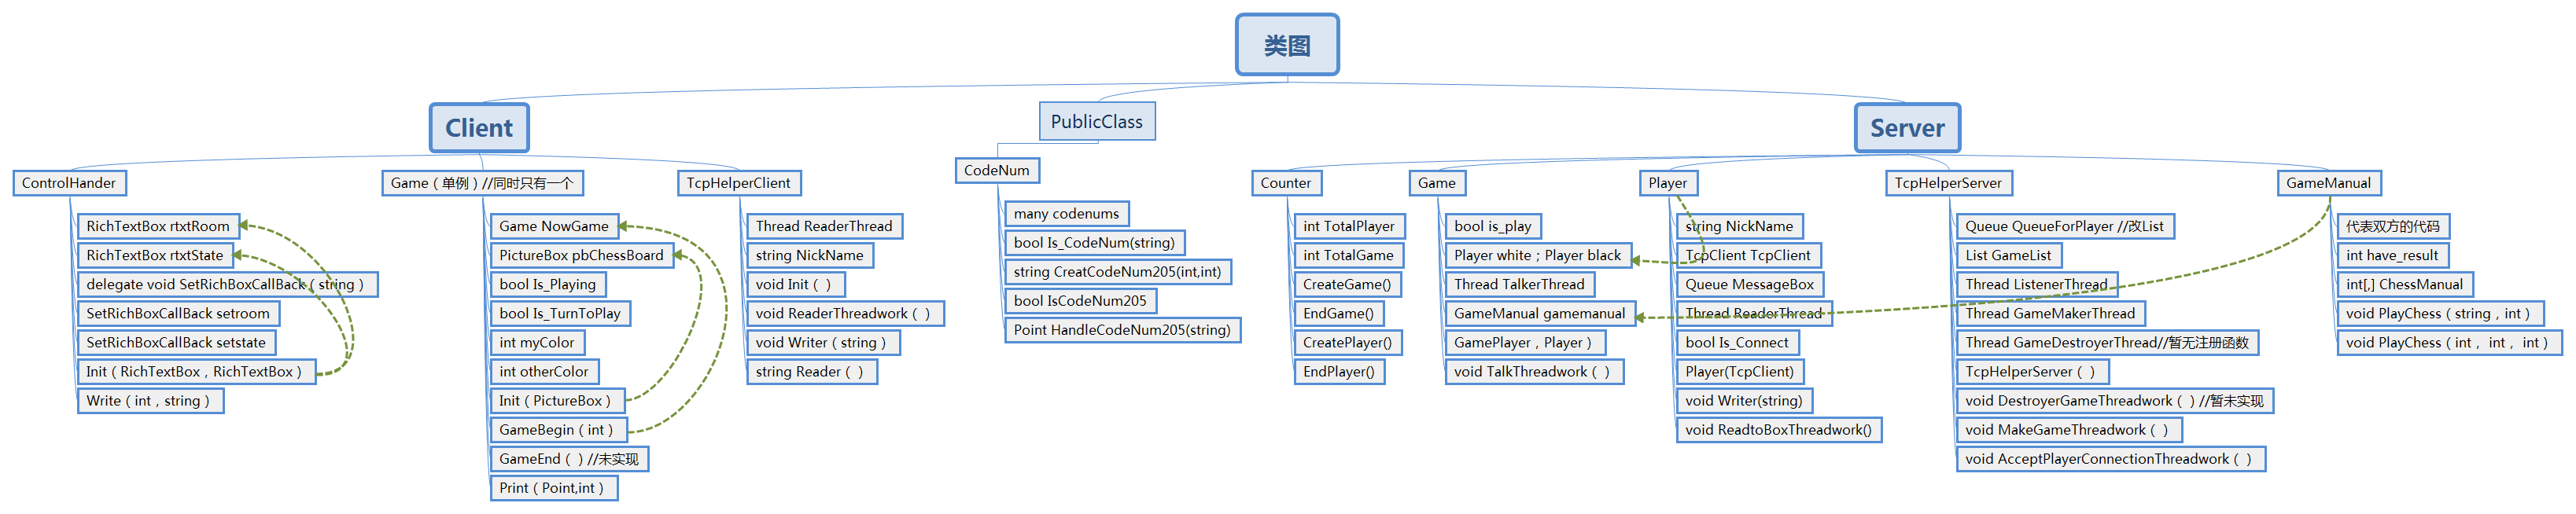 类图
Client
ControlHander
RichTextBox rtxtRoom
RichTextBox rtxtState
delegate void SetRichBoxCallBack（string）
SetRichBoxCallBack setroom
SetRichBoxCallBack setstate
Init（RichTextBox，RichTextBox）
Write（int，string）
Game（单例）//同时只有一个
Game NowGame
PictureBox pbChessBoard
bool Is_Playing
bool Is_TurnToPlay
int myColor
int otherColor
Init（PictureBox）
GameBegin（int）
GameEnd（ ）//未实现
Print（Point,int）
TcpHelperClient
Thread ReaderThread
string NickName
void Init（ ）
void ReaderThreadwork（ ）
void Writer（string）
string Reader（ ）
PublicClass
CodeNum
many codenums
bool Is_CodeNum(string)
string CreatCodeNum205(int,int)
bool IsCodeNum205
Point HandleCodeNum205(string)
Server
Counter
int TotalPlayer
int TotalGame
CreateGame()
EndGame()
CreatePlayer()
EndPlayer()
Game
bool is_play
Player white；Player black
Thread TalkerThread
GameManual gamemanual
GamePlayer，Player）
void TalkThreadwork（ ）
Player
string NickName
TcpClient TcpClient
Queue MessageBox
Thread ReaderThread
bool Is_Connect
Player(TcpClient)
void Writer(string)
void ReadtoBoxThreadwork()
TcpHelperServer
Queue QueueForPlayer //改List
List GameList
Thread ListenerThread
Thread GameMakerThread
Thread GameDestroyerThread//暂无注册函数
TcpHelperServer（ ）
void DestroyerGameThreadwork（ ）//暂未实现
void MakeGameThreadwork（ ）
void AcceptPlayerConnectionThreadwork（ ）
GameManual
代表双方的代码
int have_result
int[,] ChessManual
void PlayChess（string，int）
void PlayChess（int， int， int）